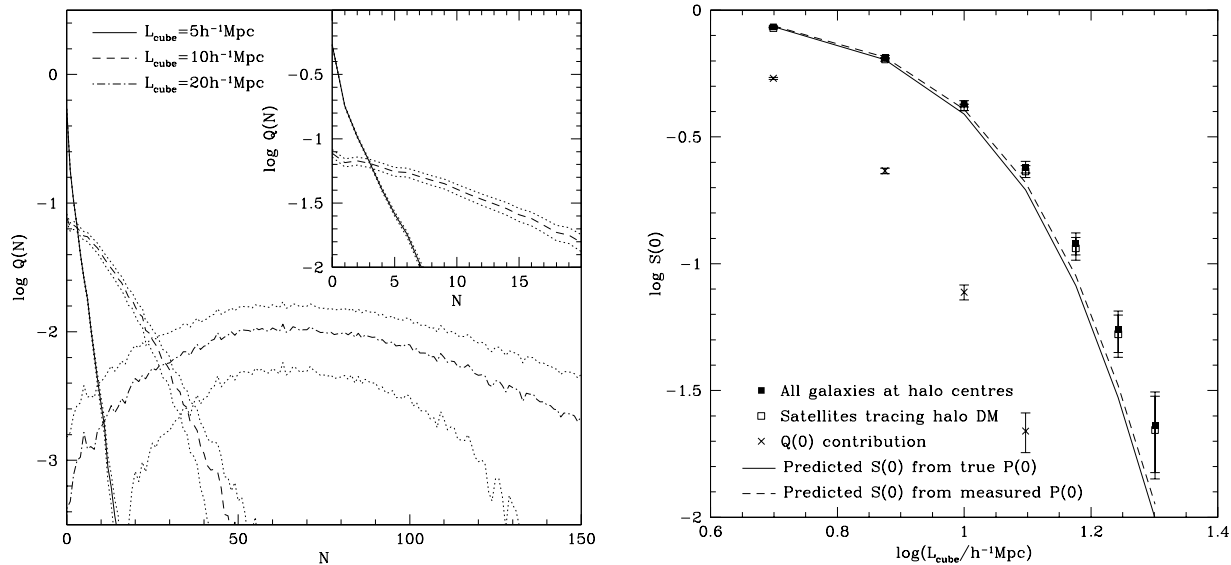 L_cube=5h⁻¹Mpc
L_cube=10h⁻¹Mpc
L_cube=20h⁻¹Mpc
log Q(N)
0
−1
−2
−3
0
50
100
150
N
log Q(N)
−0.5
−1
−1.5
−2
0
5
10
15
N
log S(0)
0
−0.5
−1
−1.5
−2
All galaxies at halo centres
Satellites tracing halo DM
Q(0) contribution
Predicted S(0) from true P(0)
Predicted S(0) from measured P(0)
0.6
0.8
1
1.2
1.4
log(L_cube/h⁻¹Mpc)